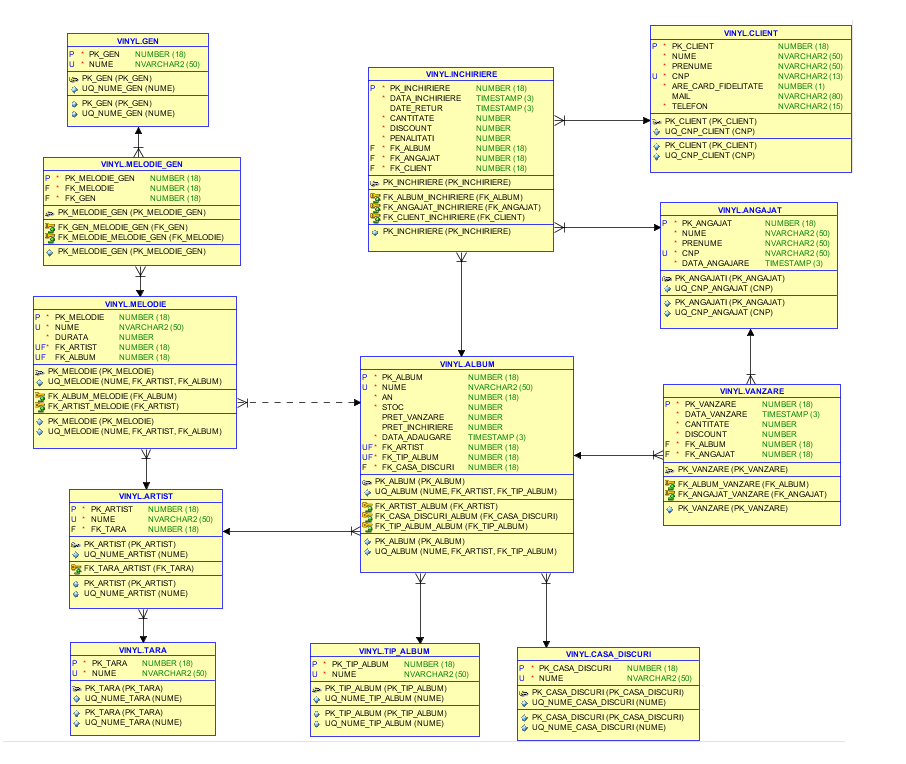 VINYL.GEN
P * PK_GEN NUMBER (18)
U * NUME NVARCHAR2 (50)
PK_GEN (PK_GEN)
UQ_NUME_GEN (NUME)
PK_GEN (PK_GEN)
UQ_NUME_GEN (NUME)
VINYL.INCHIRIERE
P * PK_INCHIRIERE NUMBER (18)
* DATA_INCHIRIERE TIMESTAMP (3)
DATE_RETUR TIMESTAMP (3)
* CANTITATE NUMBER
* DISCOUNT NUMBER
* PENALITATI NUMBER
F * FK_ALBUM NUMBER (18)
F * FK_ANGAJAT NUMBER (18)
F * FK_CLIENT NUMBER (18)
PK_INCHIRIERE (PK_INCHIRIERE)
FK_ALBUM_INCHIRIERE (FK_ALBUM)
FK_ANGAJAT_INCHIRIERE (FK_ANGAJAT)
FK_CLIENT_INCHIRIERE (FK_CLIENT)
PK_INCHIRIERE (PK_INCHIRIERE)
VINYL.CLIENT
P * PK_CLIENT NUMBER (18)
* NUME NVARCHAR2 (50)
* PRENUME NVARCHAR2 (50)
U * CNP NVARCHAR2 (13)
* ARE_CARD_FIDELITATE NUMBER (1)
MAIL NVARCHAR2 (80)
* TELEFON NVARCHAR2 (15)
PK_CLIENT (PK_CLIENT)
UQ_CNP_CLIENT (CNP)
PK_CLIENT (PK_CLIENT)
UQ_CNP_CLIENT (CNP)
VINYL.MELODIE_GEN
P * PK_MELODIE_GEN NUMBER (18)
F * FK_MELODIE NUMBER (18)
F * FK_GEN NUMBER (18)
PK_MELODIE_GEN (PK_MELODIE_GEN)
FK_GEN_MELODIE_GEN (FK_GEN)
FK_MELODIE_MELODIE_GEN (FK_MELODIE)
PK_MELODIE_GEN (PK_MELODIE_GEN)
VINYL.ANGAJAT
P * PK_ANGAJAT NUMBER (18)
* NUME NVARCHAR2 (50)
* PRENUME NVARCHAR2 (50)
U * CNP NVARCHAR2 (50)
* DATA_ANGAJARE TIMESTAMP (3)
PK_ANGAJATI (PK_ANGAJAT)
UQ_CNP_ANGAJAT (CNP)
PK_ANGAJATI (PK_ANGAJAT)
UQ_CNP_ANGAJAT (CNP)
VINYL.MELODIE
P * PK_MELODIE NUMBER (18)
U * NUME NVARCHAR2 (50)
* DURATA NUMBER
UF* FK_ARTIST NUMBER (18)
UF FK_ALBUM NUMBER (18)
PK_MELODIE (PK_MELODIE)
UQ_MELODIE (NUME, FK_ARTIST, FK_ALBUM)
FK_ALBUM_MELODIE (FK_ALBUM)
FK_ARTIST_MELODIE (FK_ARTIST)
PK_MELODIE (PK_MELODIE)
UQ_MELODIE (NUME, FK_ARTIST, FK_ALBUM)
VINYL.ALBUM
P * PK_ALBUM NUMBER (18)
U * NUME NVARCHAR2 (50)
* AN NUMBER (18)
* STOC NUMBER
PRET_VANZARE NUMBER
PRET_INCHIRIERE NUMBER
* DATA_ADAUGARE TIMESTAMP (3)
UF* FK_ARTIST NUMBER (18)
UF* FK_TIP_ALBUM NUMBER (18)
F * FK_CASA_DISCURI NUMBER (18)
PK_ALBUM (PK_ALBUM)
UQ_ALBUM (NUME, FK_ARTIST, FK_TIP_ALBUM)
FK_ARTIST_ALBUM (FK_ARTIST)
FK_CASA_DISCURI_ALBUM (FK_CASA_DISCURI)
FK_TIP_ALBUM_ALBUM (FK_TIP_ALBUM)
PK_ALBUM (PK_ALBUM)
UQ_ALBUM (NUME, FK_ARTIST, FK_TIP_ALBUM)
VINYL.VANZARE
P * PK_VANZARE NUMBER (18)
* DATA_VANZARE TIMESTAMP (3)
* CANTITATE NUMBER
* DISCOUNT NUMBER
F * FK_ALBUM NUMBER (18)
F * FK_ANGAJAT NUMBER (18)
PK_VANZARE (PK_VANZARE)
FK_ALBUM_VANZARE (FK_ALBUM)
FK_ANGAJAT_VANZARE (FK_ANGAJAT)
PK_VANZARE (PK_VANZARE)
VINYL.ARTIST
P * PK_ARTIST NUMBER (18)
U * NUME NVARCHAR2 (50)
F * FK_TARA NUMBER (18)
PK_ARTIST (PK_ARTIST)
UQ_NUME_ARTIST (NUME)
FK_TARA_ARTIST (FK_TARA)
PK_ARTIST (PK_ARTIST)
UQ_NUME_ARTIST (NUME)
VINYL.TARA
P * PK_TARA NUMBER (18)
U * NUME NVARCHAR2 (50)
PK_TARA (PK_TARA)
UQ_NUME_TARA (NUME)
PK_TARA (PK_TARA)
UQ_NUME_TARA (NUME)
VINYL.TIP_ALBUM
P * PK_TIP_ALBUM NUMBER (18)
U * NUME NVARCHAR2 (50)
PK_TIP_ALBUM (PK_TIP_ALBUM)
UQ_NUME_TIP_ALBUM (NUME)
PK_TIP_ALBUM (PK_TIP_ALBUM)
UQ_NUME_TIP_ALBUM (NUME)
VINYL.CASA_DISCURI
P * PK_CASA_DISCURI NUMBER (18)
U * NUME NVARCHAR2 (50)
PK_CASA_DISCURI (PK_CASA_DISCURI)
UQ_NUME_CASA_DISCURI (NUME)
PK_CASA_DISCURI (PK_CASA_DISCURI)
UQ_NUME_CASA_DISCURI (NUME)